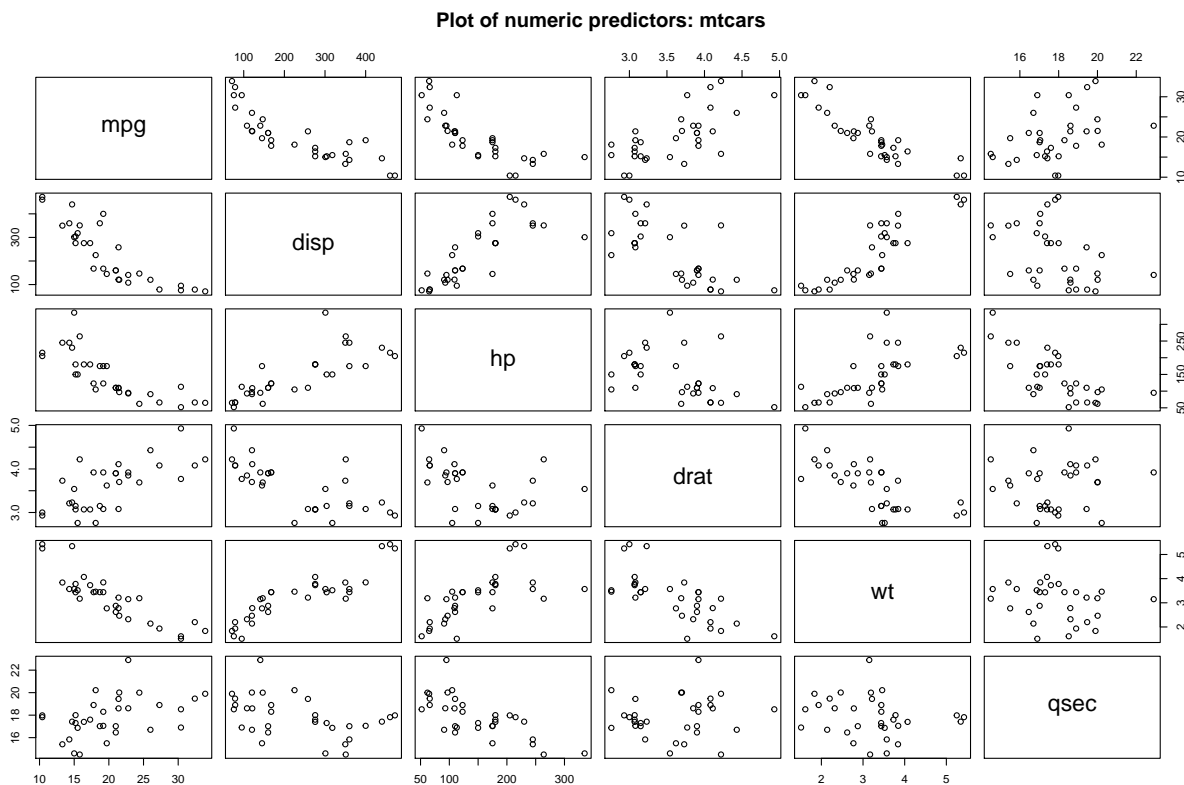 Plot of numeric predictors: mtcars
100 200 300 400
3.0 3.5 4.0 4.5 5.0
16 18 20 22
mpg
10 20 30
disp
100 300
hp
50 150 250
drat
3.0 4.0 5.0
wt
2 3 4 5
qsec
16 18 20 22
10 15 20 25 30
50 100 200 300
2 3 4 5